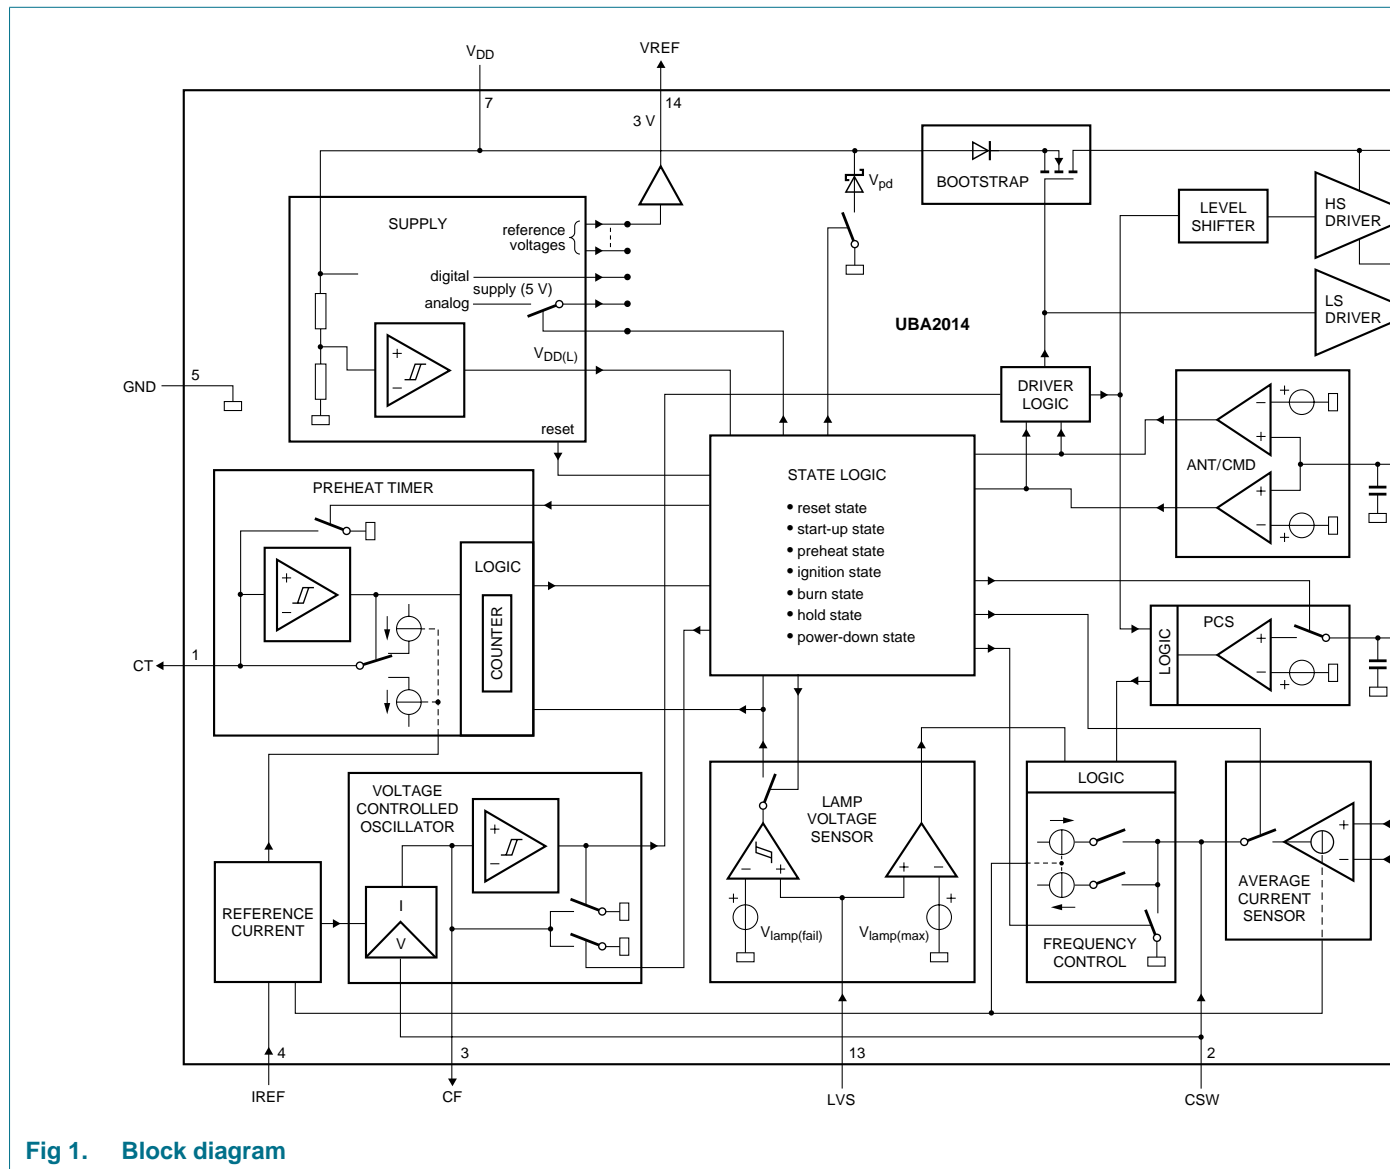 VDD
VREF
7
14
3 V
BOOTSTRAP
Vpd
SUPPLY
reference
voltages
digital
supply (5 V)
analog
VDD(L)
reset
LEVEL
SHIFTER
HS
DRIVER
LS
DRIVER
UBA2014
GND
5
DRIVER
LOGIC
ANT/CMD
+
−
+
−
+
−
+
−
+
+
PREHEAT TIMER
LOGIC
COUNTER
+
−
CT
1
STATE LOGIC
• reset state
• start-up state
• preheat state
• ignition state
• burn state
• hold state
• power-down state
LOGIC
PCS
+
−
+
VOLTAGE
CONTROLLED
OSCILLATOR
+
−
I
V
REFERENCE
CURRENT
LAMP
VOLTAGE
SENSOR
−
+
+
−
+
+
Vlamp(fail)
Vlamp(max)
LOGIC
FREQUENCY
CONTROL
+
−
AVERAGE
CURRENT
SENSOR
4
3
13
2
IREF
CF
LVS
CSW
Fig 1. Block diagram